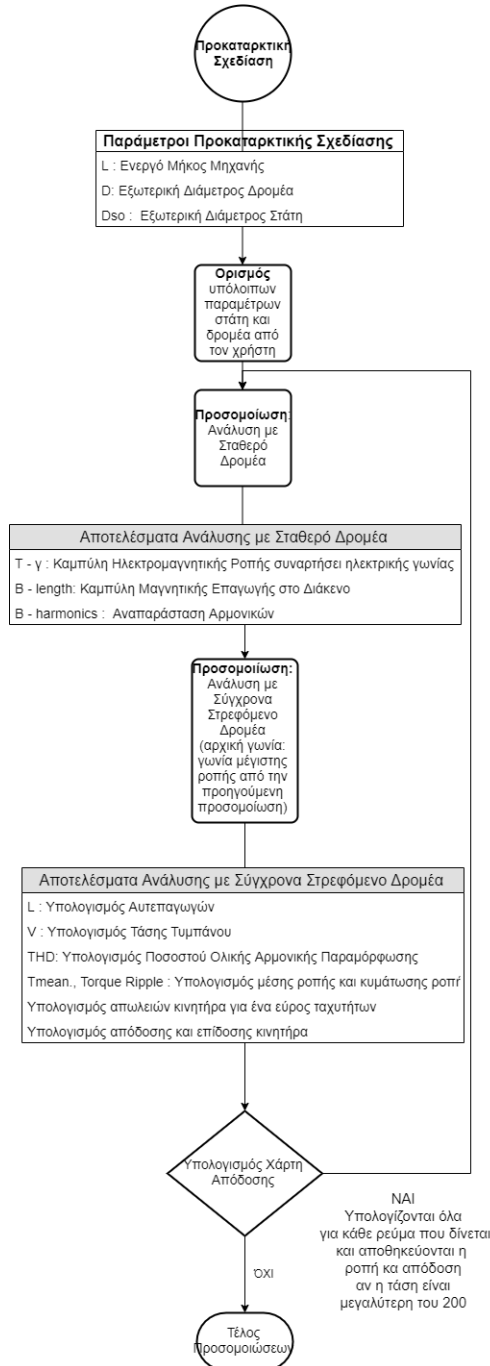 Προκαταρκτική
Σχεδίαση
Παράμετροι Προκαταρκτικής Σχεδίασης
L : Ενεργό Μήκος Μηχανής
D: Εξωτερική Διάμετρος Δρομέα
Dso : Εξωτερική Διάμετρος Στάτη
Ορισμός
υπόλοιπων
παραμέτρων
στάτη και
δρομέα από
τον χρήστη
Προσομοίωση:
Ανάλυση με
Σταθερό
Δρομέα
Αποτελέσματα Ανάλυσης με Σταθερό Δρομέα
T - γ : Καμπύλη Ηλεκτρομαγνητικής Ροπής συναρτήσει ηλεκτρικής γωνίας
B - length: Καμπύλη Μαγνητικής Επαγωγής στο Διάκενο
B - harmonics : Αναπαράσταση Αρμονικών
Προσομοιίωση:
Ανάλυση με
Σύγχρονα
Στρεφόμενο
Δρομέα
(αρχική γωνία:
γωνία μέγιστης
ροπής από την
προηγούμενη
προσομοίωση)
Αποτελέσματα Ανάλυσης με Σύγχρονα Στρεφόμενο Δρομέα
L : Υπολογισμός Αυτεπαγωγών
V : Υπολογισμός Τάσης Τυμπάνου
THD: Υπολογισμός Ποσοστού Ολικής Αρμονικής Παραμόρφωσης
Tmean., Torque Ripple : Υπολογισμός μέσης ροπής και κυμάτωσης ροπή
Υπολογισμός απωλειών κινητήρα για ένα εύρος ταχυτήτων
Υπολογισμός απόδοσης και επίδοσης κινητήρα
Υπολογισμός Χάρτη
Απόδοσης
ΝΑΙ
Υπολογίζονται όλα
για κάθε ρεύμα που δίνεται
και αποθηκεύονται η
ροπή κα απόδοση
αν η τάση είναι
μεγαλύτερη του 200
ΌΧΙ
Τέλος
Προσομοιώσεων